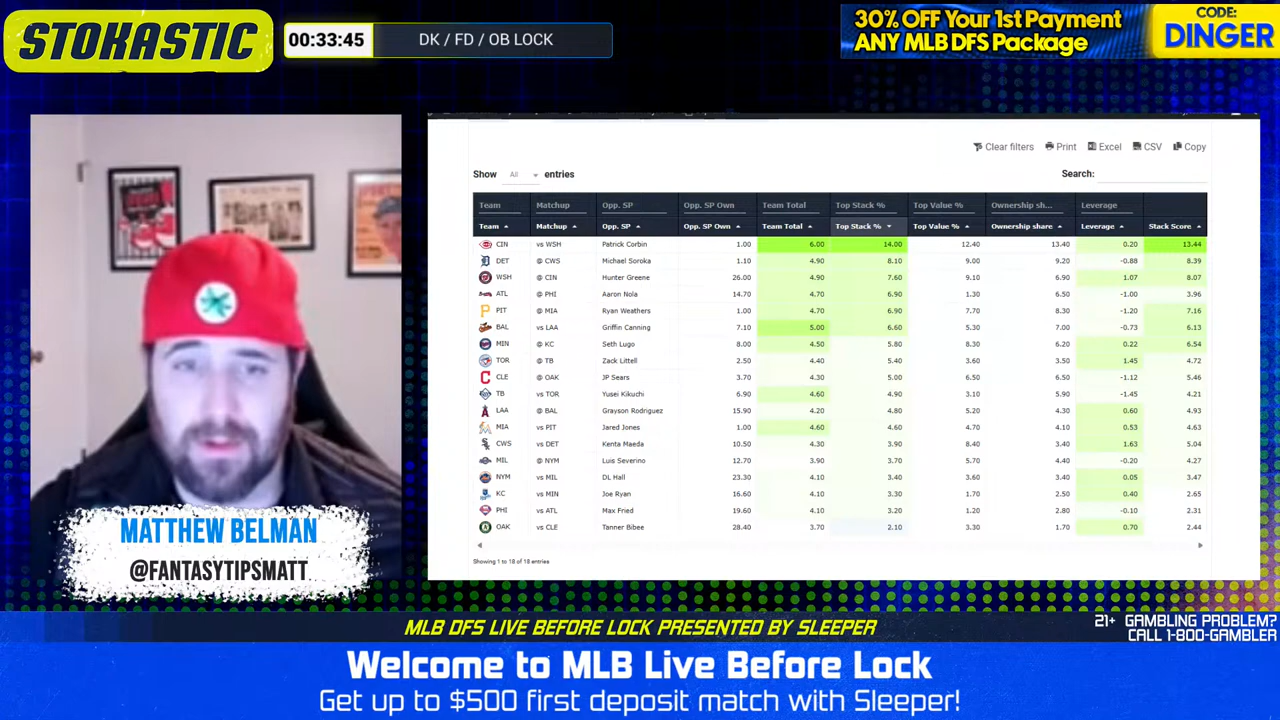 STOKASTIC
00:33:45
DK / FD / OB LOCK
30% OFF Your 1st Payment
ANY MLB DFS Package
CODE:
DINGER
Clear filters Print Excel CSV Copy
Show All entries
Search:
Team Matchup Opp. SP Opp. SP Own Team Total Top Stack % Top Value % Ownership sh... Leverage
Team Matchup Opp. SP Opp. SP Own Team Total Top Stack % Top Value % Ownership share Leverage Stack Score
CIN vs WSH Patrick Corbin 1.00 6.00 14.00 12.40 13.40 0.20 13.44
DET @ CWS Michael Soroka 1.10 4.90 8.10 9.00 9.20 -0.88 8.39
WSH @ CIN Hunter Greene 26.00 4.90 7.60 9.10 6.90 1.07 8.07
ATL @ PHI Aaron Nola 14.70 4.70 6.90 1.30 6.50 -1.00 3.96
PIT @ MIA Ryan Weathers 1.00 4.70 6.90 7.70 8.30 -1.20 7.16
BAL vs LAA Griffin Canning 7.10 5.00 6.60 3.80 7.00 -0.73 6.13
MIN @ KC Seth Lugo 8.00 4.50 5.80 8.30 6.20 0.22 6.54
TOR @ TB Zack Littell 2.50 4.40 5.40 3.60 3.50 1.45 4.72
CLE @ OAK JP Sears 3.70 4.30 5.00 6.50 6.50 -1.12 5.46
TB vs TOR Yusei Kikuchi 6.90 4.60 4.90 3.10 5.90 -1.45 4.21
LAA @ BAL Grayson Rodriguez 15.90 4.20 4.80 5.20 4.30 0.60 4.93
MIA vs PIT Jared Jones 1.00 4.60 4.60 4.70 4.10 0.53 4.63
CWS vs DET Kenta Maeda 10.50 4.30 3.90 8.40 3.40 1.63 5.04
MIL @ NYM Luis Severino 12.70 3.90 3.70 5.70 4.40 -0.20 4.27
NYM vs MIL DL Hall 23.30 4.10 3.40 3.60 3.40 0.05 3.47
KC vs MIN Joe Ryan 16.60 4.10 3.30 1.70 2.50 0.40 2.65
PHI vs ATL Max Fried 19.60 4.10 3.20 1.20 2.80 -0.10 2.31
OAK vs CLE Tanner Bibee 28.40 3.70 2.10 3.30 1.70 0.70 2.44
Showing 1 to 18 of 18 entries
MATTHEW BELMAN
@FANTASYTIPSMATT
MLB DFS LIVE BEFORE LOCK PRESENTED BY SLEEPER
21+ GAMBLING PROBLEM?
CALL 1-800-GAMBLER
Welcome to MLB Live Before Lock
Get up to $500 first deposit match with Sleeper!